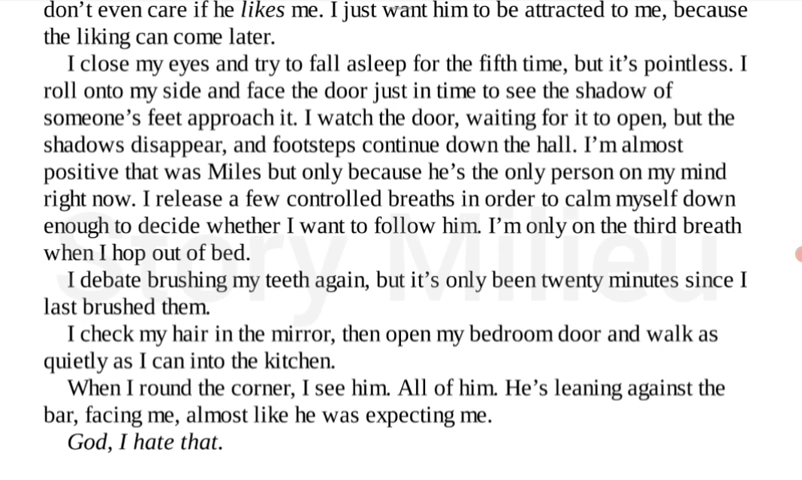 don’t even care if he likes me. I just want him to be attracted to me, because
the liking can come later.
I close my eyes and try to fall asleep for the fifth time, but it’s pointless. I
roll onto my side and face the door just in time to see the shadow of
someone’s feet approach it. I watch the door, waiting for it to open, but the
shadows disappear, and footsteps continue down the hall. I’m almost
positive that was Miles but only because he’s the only person on my mind
right now. I release a few controlled breaths in order to calm myself down
enough to decide whether I want to follow him. I’m only on the third breath
when I hop out of bed.
I debate brushing my teeth again, but it’s only been twenty minutes since I
last brushed them.
I check my hair in the mirror, then open my bedroom door and walk as
quietly as I can into the kitchen.
When I round the corner, I see him. All of him. He’s leaning against the
bar, facing me, almost like he was expecting me.
God, I hate that.
Story Milieu